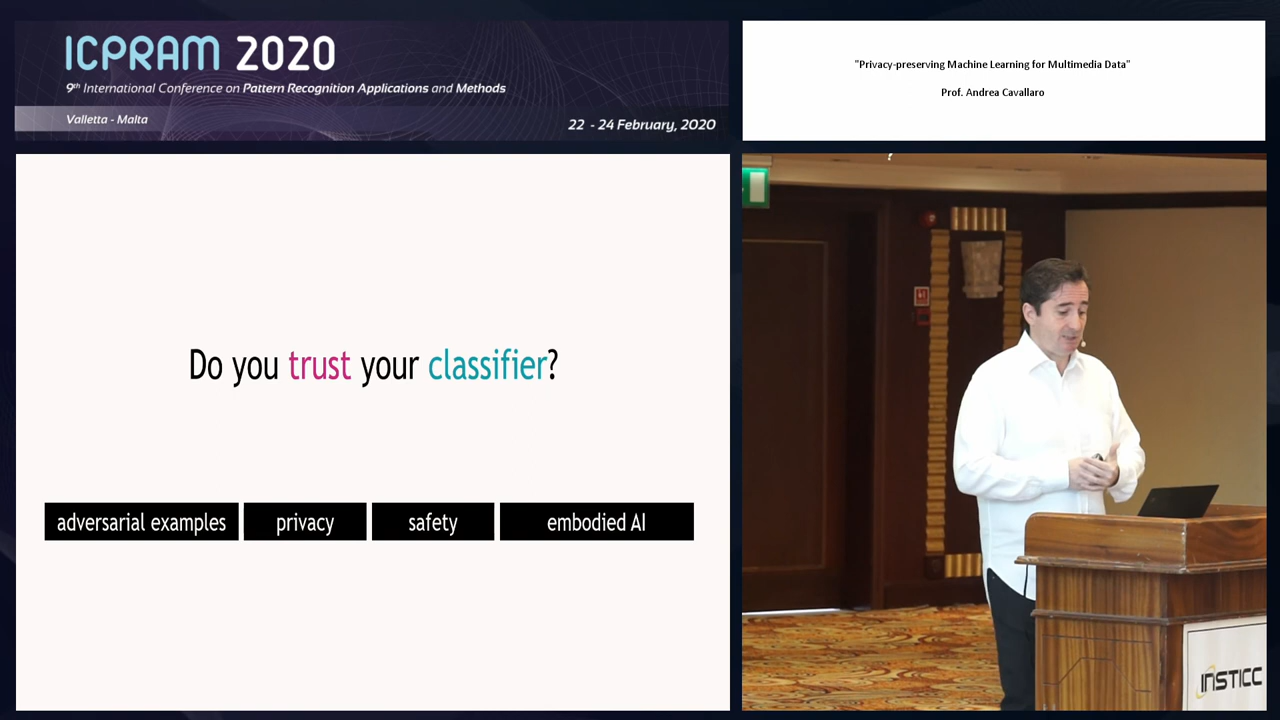 ICPRAM 2020
9th International Conference on Pattern Recognition Applications and Methods
Valletta - Malta
22 - 24 February, 2020
"Privacy-preserving Machine Learning for Multimedia Data"
Prof. Andrea Cavallaro
Do you trust your classifier?
adversarial examples privacy safety embodied AI
?
INSTICC